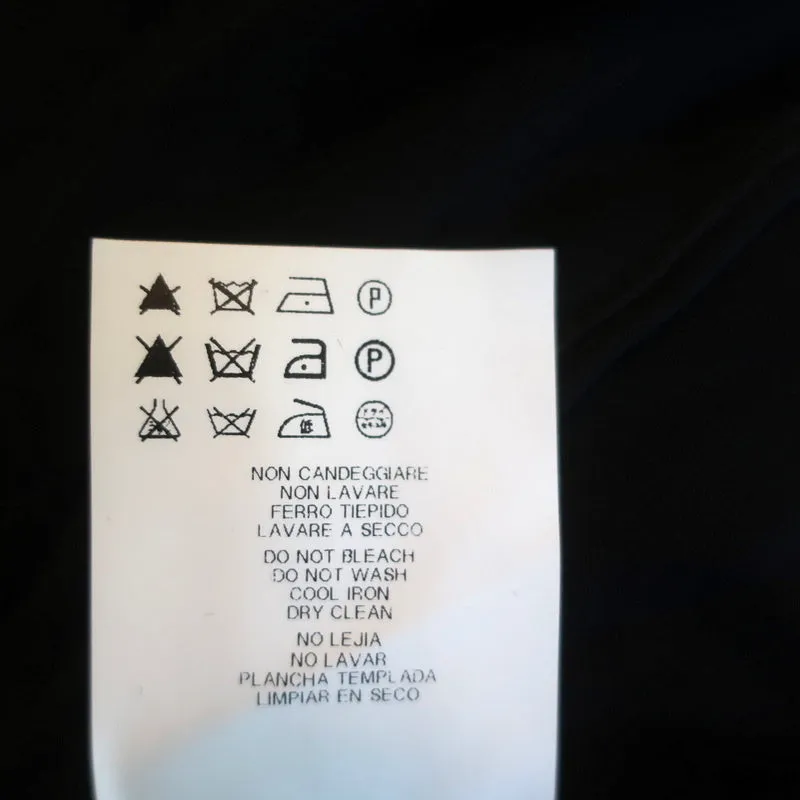 P
P
低
NON CANDEGGIARE
NON LAVARE
FERRO TIEPIDO
LAVARE A SECCO
DO NOT BLEACH
DO NOT WASH
COOL IRON
DRY CLEAN
NO LEJIA
NO LAVAR
PLANCHA TEMPLADA
LIMPIAR EN SECO